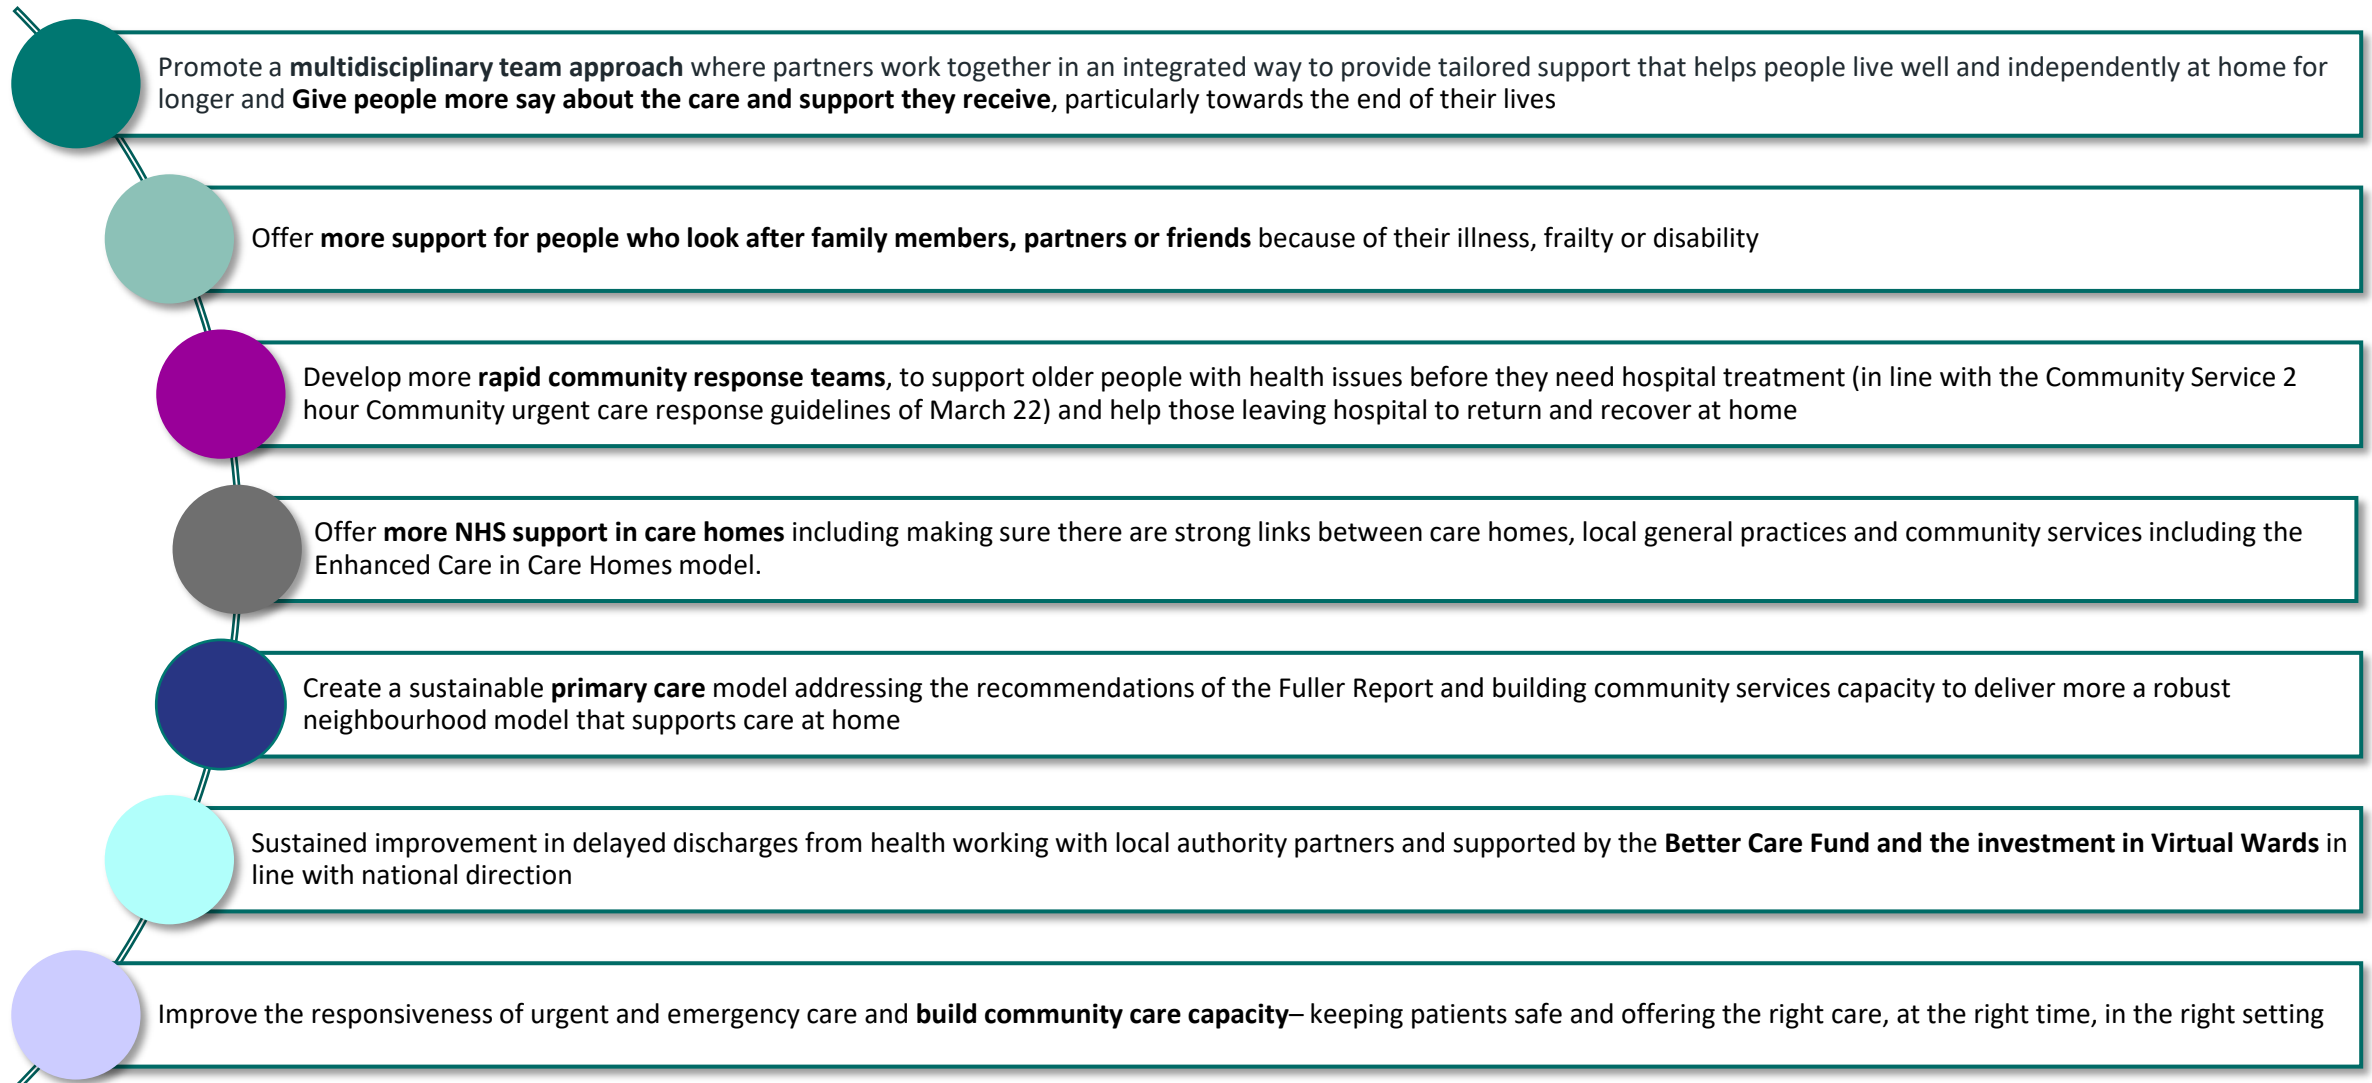 Promote a multidisciplinary team approach where partners work together in an integrated way to provide tailored support that helps people live well and independently at home for
longer and Give people more say about the care and support they receive, particularly towards the end of their lives
Offer more support for people who look after family members, partners or friends because of their illness, frailty or disability
Develop more rapid community response teams, to support older people with health issues before they need hospital treatment (in line with the Community Service 2
hour Community urgent care response guidelines of March 22) and help those leaving hospital to return and recover at home
Offer more NHS support in care homes including making sure there are strong links between care homes, local general practices and community services including the
Enhanced Care in Care Homes model.
Create a sustainable primary care model addressing the recommendations of the Fuller Report and building community services capacity to deliver more a robust
neighbourhood model that supports care at home
Sustained improvement in delayed discharges from health working with local authority partners and supported by the Better Care Fund and the investment in Virtual Wards in
line with national direction
Improve the responsiveness of urgent and emergency care and build community care capacity– keeping patients safe and offering the right care, at the right time, in the right setting